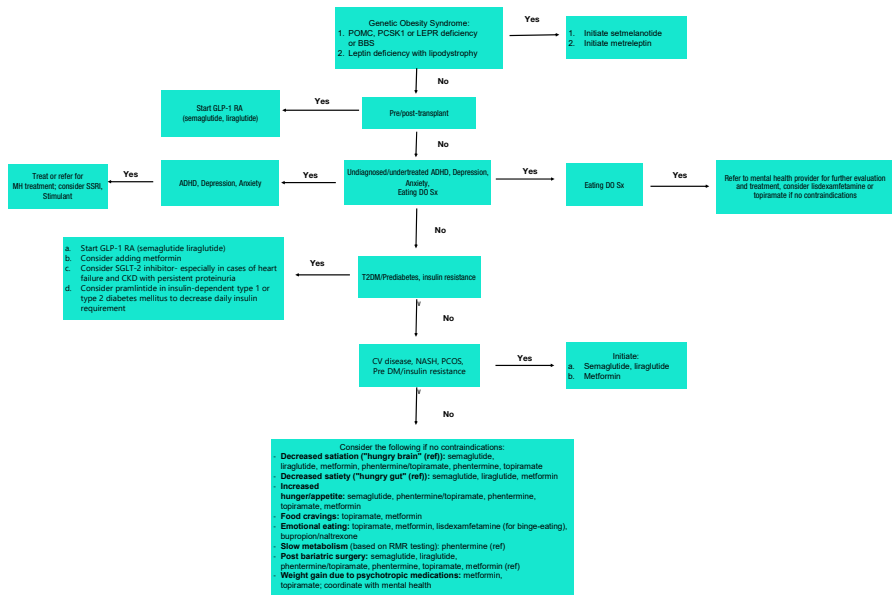 Genetic Obesity Syndrome:
1. POMC, PCSK1 or LEPR deficiency
or BBS
2. Leptin deficiency with lipodystrophy
Yes
1. Initiate setmelanotide
2. Initiate metreleptin
No
Start GLP-1 RA
(semaglutide, liraglutide)
Yes
Pre/post-transplant
No
Treat or refer for
MH treatment; consider SSRI,
Stimulant
Yes
ADHD, Depression, Anxiety
Yes
Undiagnosed/undertreated ADHD, Depression,
Anxiety,
Eating DO Sx
Yes
Eating DO Sx
Yes
Refer to mental health provider for further evaluation
and treatment, consider lisdexamfetamine or
topiramate if no contraindications
No
a. Start GLP-1 RA (semaglutide liraglutide)
b. Consider adding metformin
c. Consider SGLT-2 inhibitor- especially in cases of heart
failure and CKD with persistent proteinuria
d. Consider pramlintide in insulin-dependent type 1 or
type 2 diabetes mellitus to decrease daily insulin
requirement
Yes
T2DM/Prediabetes, insulin resistance
v
No
CV disease, NASH, PCOS,
Pre DM/insulin resistance
Yes
Initiate:
a. Semaglutide, liraglutide
b. Metformin
v
No
Consider the following if no contraindications:
- Decreased satiation ("hungry brain" (ref)): semaglutide,
liraglutide, metformin, phentermine/topiramate, phentermine, topiramate
- Decreased satiety ("hungry gut" (ref)): semaglutide, liraglutide, metformin
- Increased
hunger/appetite: semaglutide, phentermine/topiramate, phentermine,
topiramate, metformin
- Food cravings: topiramate, metformin
- Emotional eating: topiramate, metformin, lisdexamfetamine (for binge-eating),
bupropion/naltrexone
- Slow metabolism (based on RMR testing): phentermine (ref)
- Post bariatric surgery: semaglutide, liraglutide,
phentermine/topiramate, phentermine, topiramate, metformin (ref)
- Weight gain due to psychotropic medications: metformin,
topiramate; coordinate with mental health